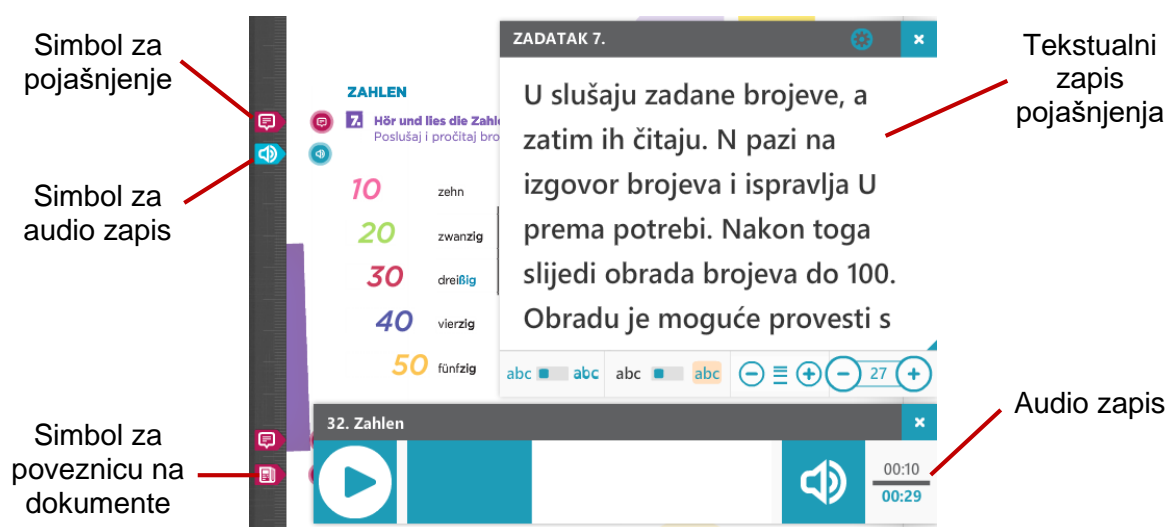 Simbol za
pojašnjenje
Simbol za
audio zapis
Simbol za
poveznicu na
dokumente
ZAHLEN
7. Hör und lies die Zahl
Poslušaj i pročitaj bro
10 zehn
20 zwanzig
30 dreißig
40 vierzig
50 fünfzig
ZADATAK 7.
U slušaju zadane brojeve, a
zatim ih čitaju. N pazi na
izgovor brojeva i ispravlja U
prema potrebi. Nakon toga
slijedi obrada brojeva do 100.
Obradu je moguće provesti s
abc abc abc abc 27
32. Zahlen
00:10
00:29
Tekstualni
zapis
pojašnjenja
Audio zapis